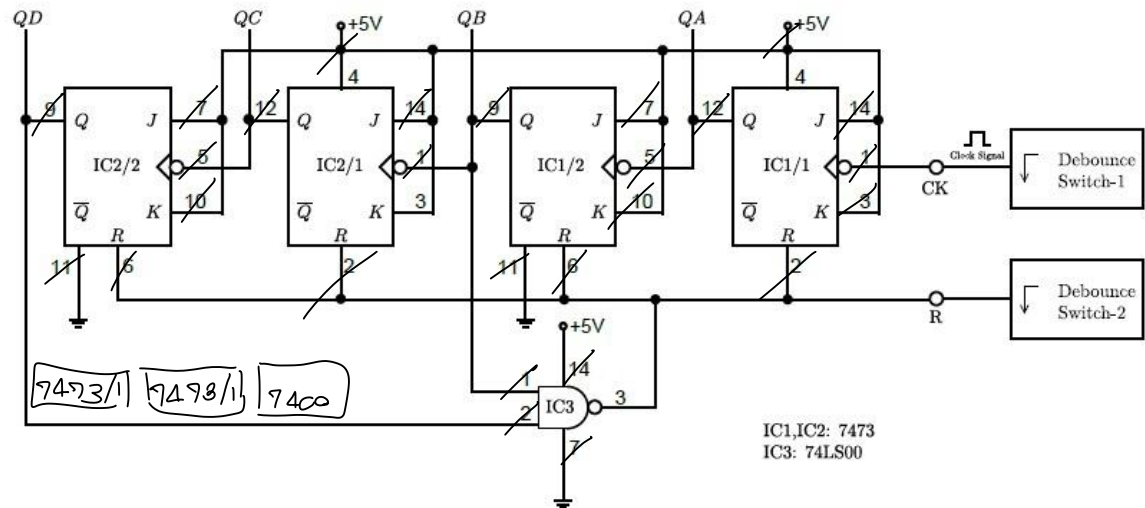 QD QC +5V QB QA +5V
4 4
9 Q J 7 12 Q J 14 9 Q J 7 12 Q J 14
IC2/2 5 IC2/1 1 IC1/2 5 IC1/1 1
Clock Signal
CK
Debounce
Switch-1
Q̅ K 10 Q̅ K 3 Q̅ K 10 Q̅ K 3
R R R R
11 6 2 11 6 2
R
Debounce
Switch-2
+5V
14
1
2
IC3
3
7
7473/1 7473/1 7400
IC1,IC2: 7473
IC3: 74LS00